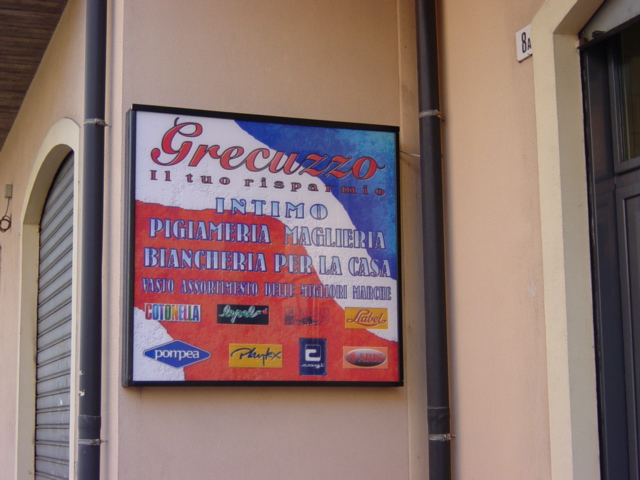 8A
Grecuzzo
Il tuo risparmio
INTIMO
PIGIAMERIA MAGLIERIA
BIANCHERIA PER LA CASA
VASTO ASSORTIMENTO DELLE MIGLIORI MARCHE
COTONELLA
Liabel
pompea
Playtex